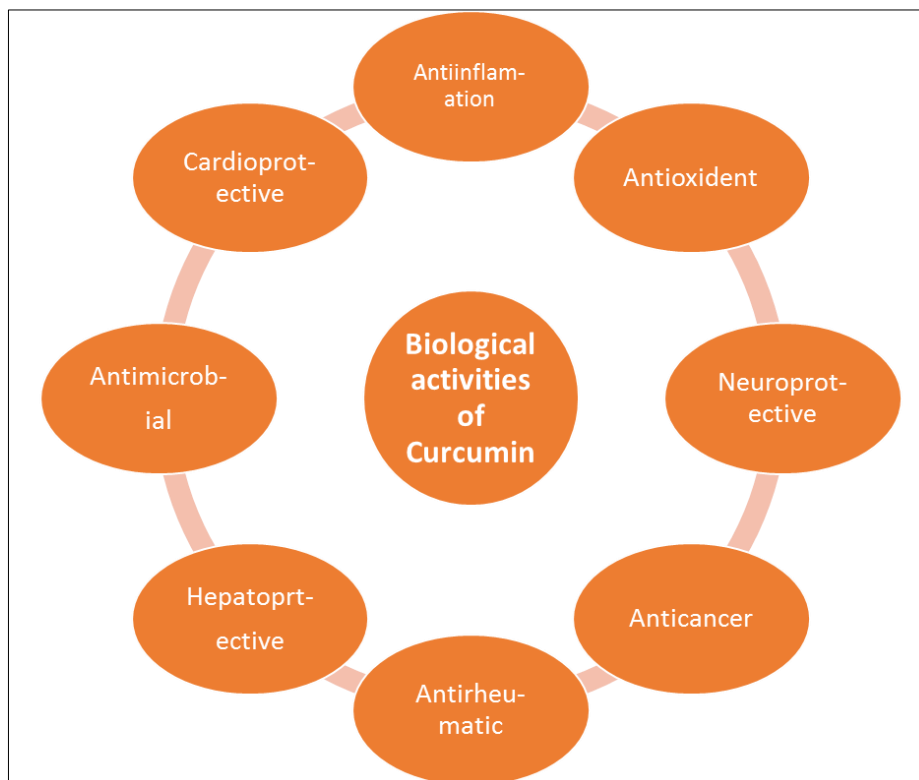 Antiinflam-
ation
Antioxident
Neuroprot-
ective
Anticancer
Antirheu-
matic
Hepatoprt-
ective
Antimicrob-
ial
Cardioprot-
ective
Biological
activities
of
Curcumin